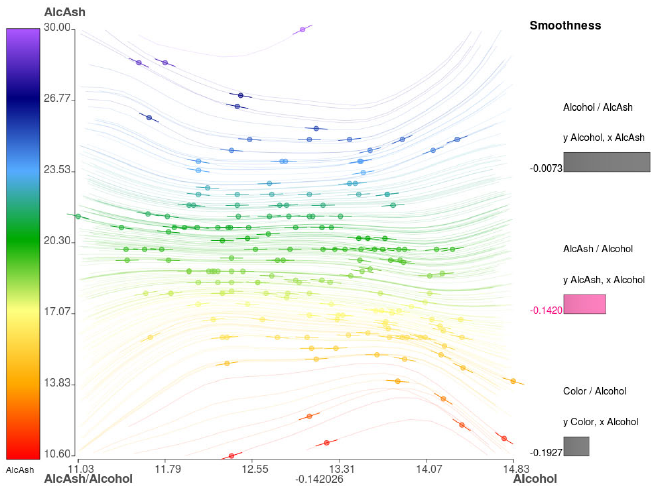 AlcAsh
Smoothness
30.00
26.77
Alcohol / AlcAsh
y Alcohol, x AlcAsh
-0.0073
23.53
20.30
AlcAsh / Alcohol
y AlcAsh, x Alcohol
-0.1420
17.07
13.83
Color / Alcohol
y Color, x Alcohol
-0.1927
10.60
AlcAsh
11.03 11.79 12.55 13.31 14.07 14.83
AlcAsh/Alcohol -0.142026 Alcohol